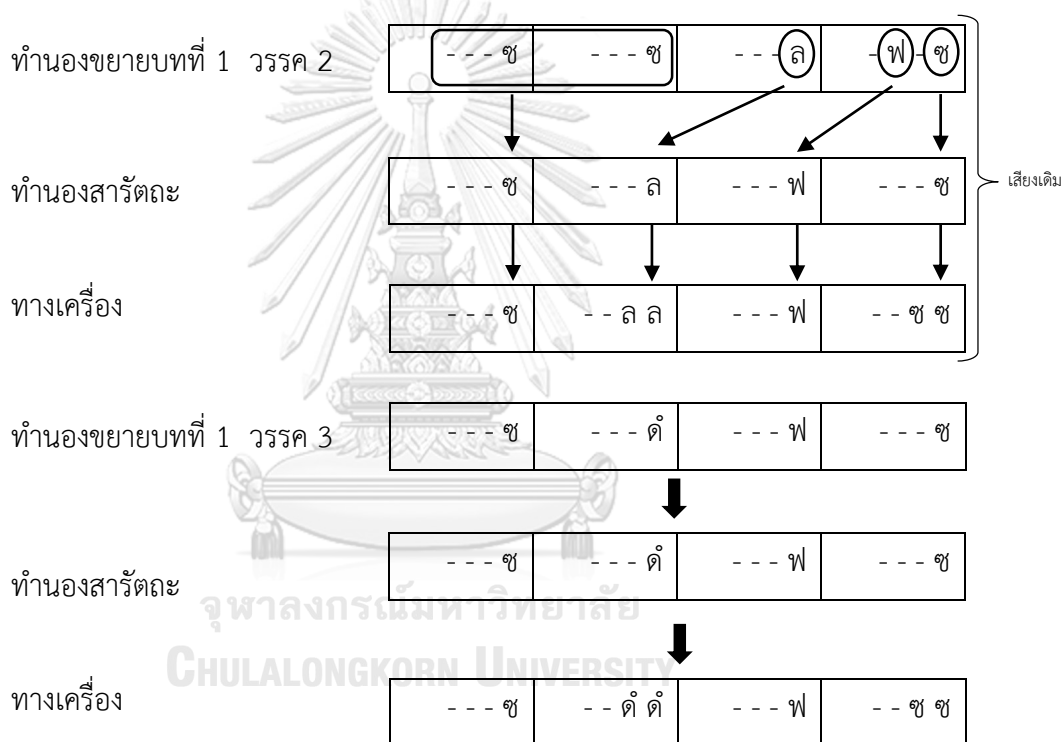 ทำนองขยายบทที่ 1 วรรค 2 - - - ซ - - - ซ - - - ล - ฟ - ซ
ทำนองสารัตถะ - - - ซ - - - ล - - - ฟ - - - ซ เสียงเดิม
ทางเครื่อง - - - ซ - - ล ล - - - ฟ - - ซ ซ
ทำนองขยายบทที่ 1 วรรค 3 - - - ซ - - - ดํ - - - ฟ - - - ซ
ทำนองสารัตถะ - - - ซ - - - ดํ - - - ฟ - - - ซ
จุฬาลงกรณ์มหาวิทยาลัย
CHULALONGKORN UNIVERSITY
ทางเครื่อง - - - ซ - - ดํ ดํ - - - ฟ - - ซ ซ